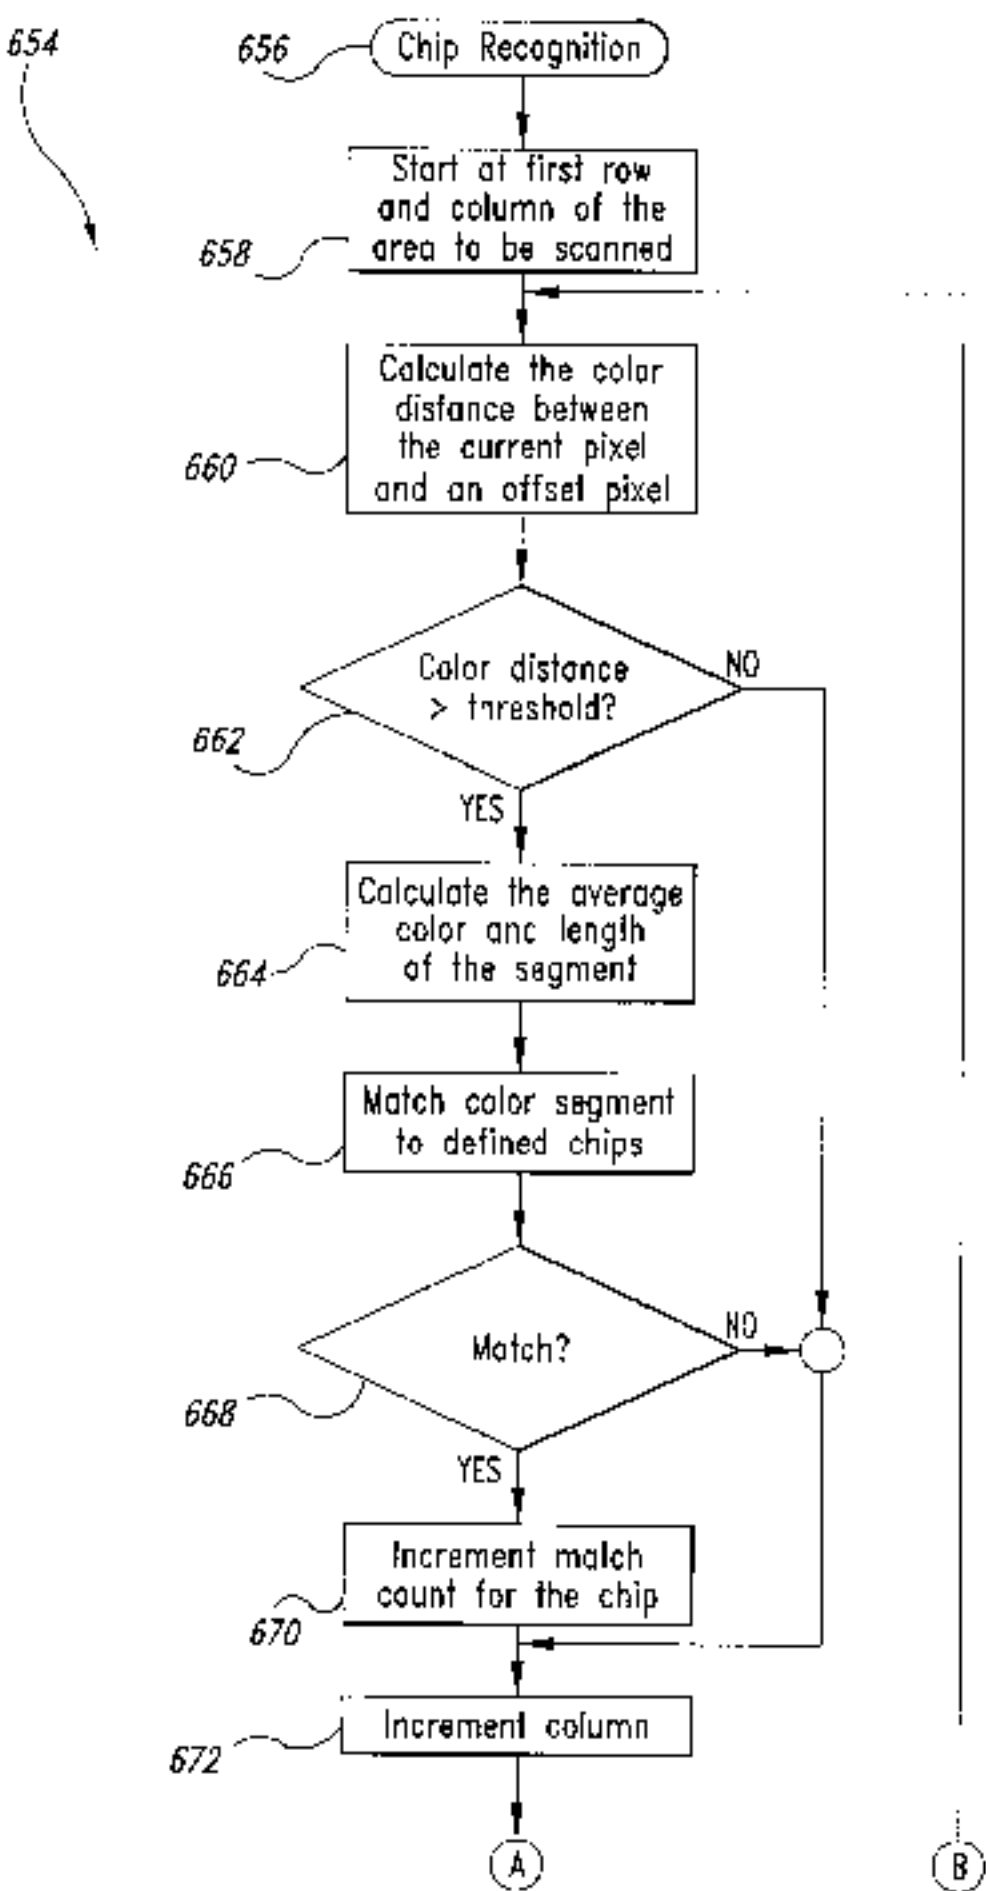 654
656
Chip Recognition
Start at first row
and column of the
area to be scanned
658
Calculate the color
distance between
the current pixel
and an offset pixel
660
Color distance
> threshold?
NO
662
YES
Calculate the average
color and length
of the segment
664
Match color segment
to defined chips
666
Match?
NO
668
YES
Increment match
count for the chip
670
Increment column
672
A
B